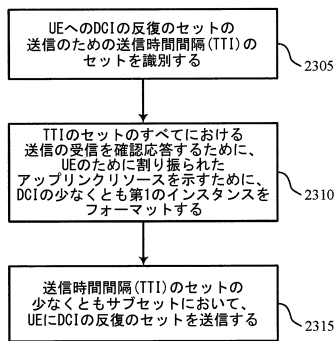 UEへのDCIの反復のセットの
送信のための送信時間間隔(TTI)の
セットを識別する
2305
TTIのセットのすべてにおける
送信の受信を確認応答するために、
UEのために割り振られた
アップリンクリソースを示すために、
DCIの少なくとも第1のインスタンスを
フォーマットする
2310
送信時間間隔(TTI)のセットの
少なくともサブセットにおいて、
UEにDCIの反復のセットを送信する
2315